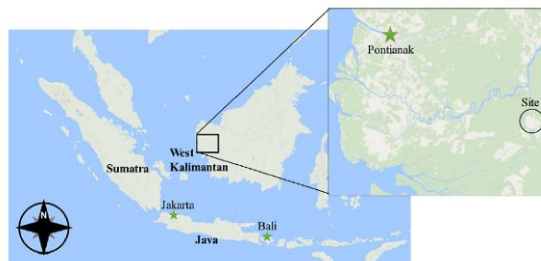 Pontianak
Site
West
Kalimantan
Sumatra
Jakarta
Bali
Java
N